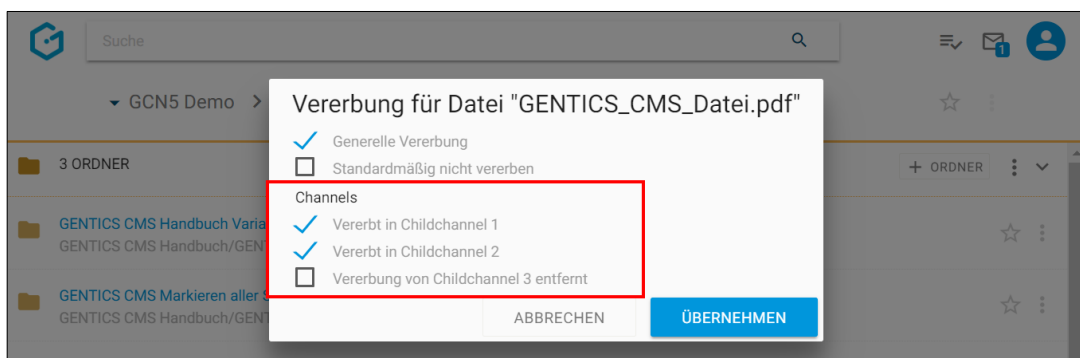 Suche
1
GCN5 Demo
Vererbung für Datei "GENTICS_CMS_Datei.pdf"
Generelle Vererbung
Standardmäßig nicht vererben
3 ORDNER
+ ORDNER
Channels
Vererbt in Childchannel 1
Vererbt in Childchannel 2
Vererbung von Childchannel 3 entfernt
GENTICS CMS Handbuch Varia
GENTICS CMS Handbuch/GENT
GENTICS CMS Markieren aller S
GENTICS CMS Handbuch/GENT
ABBRECHEN
ÜBERNEHMEN